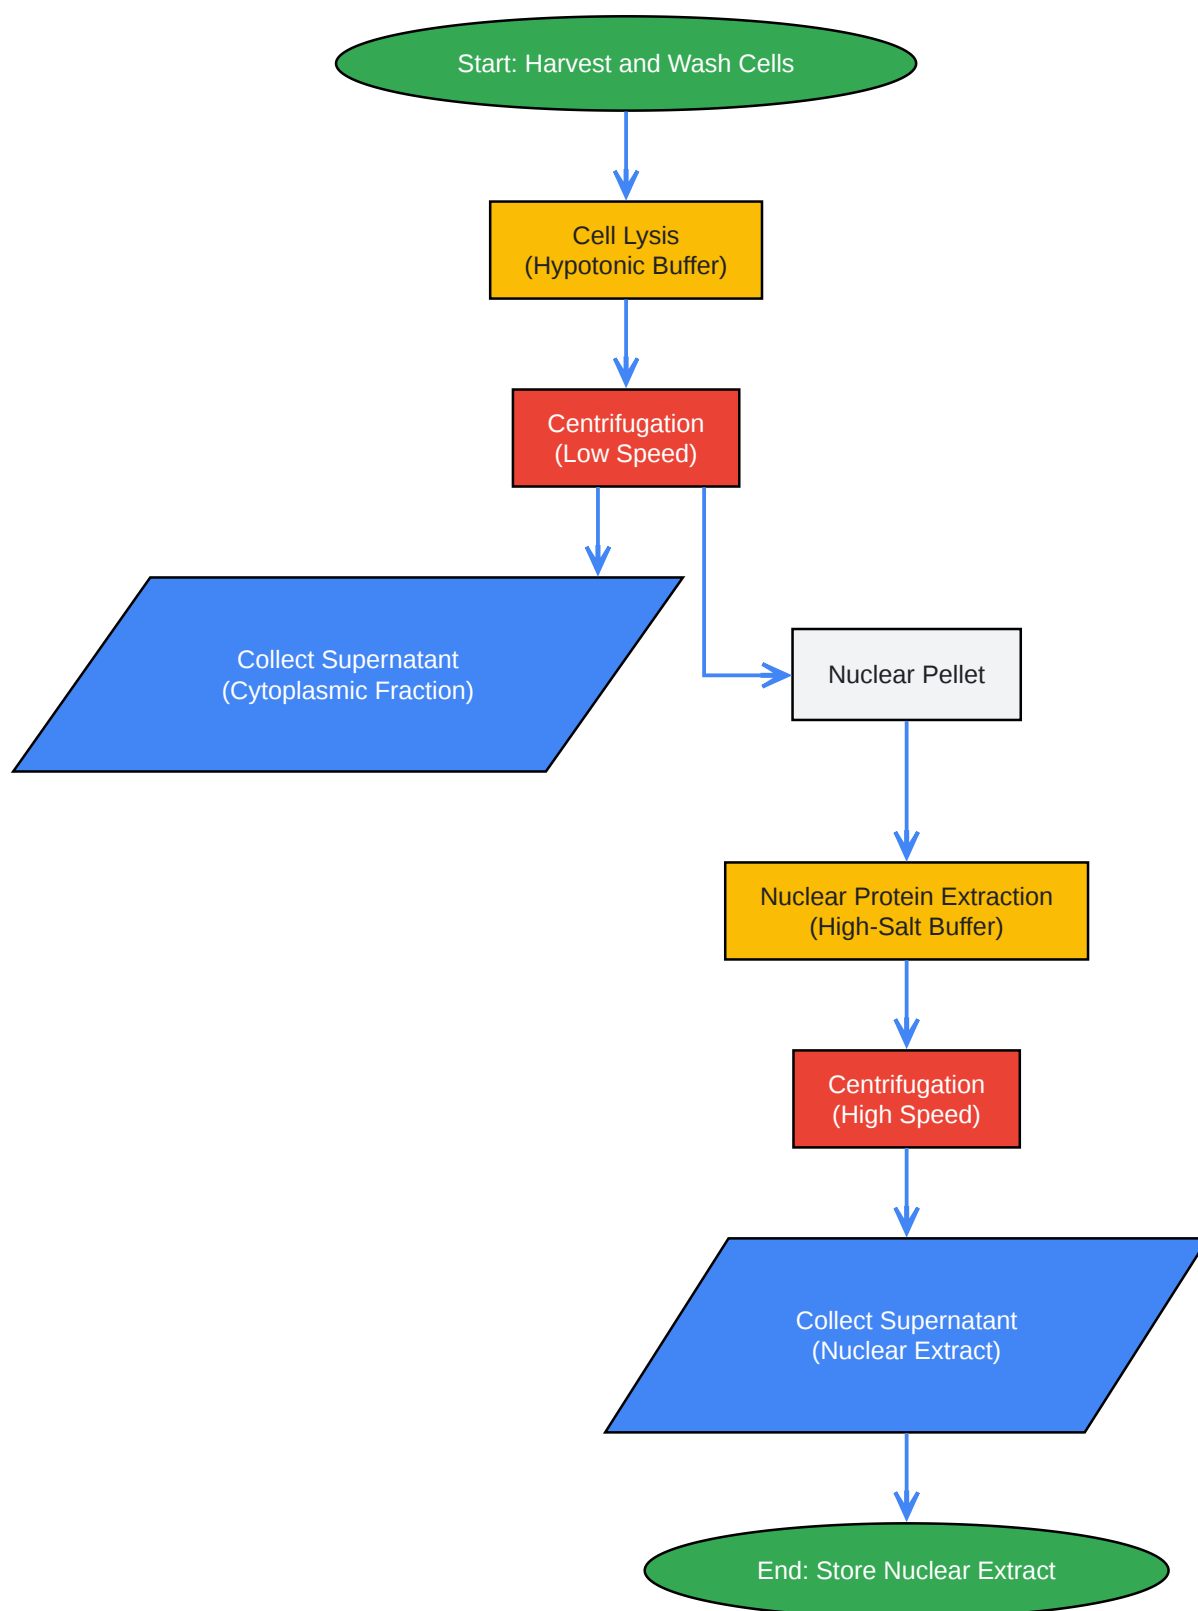 Start: Harvest and Wash Cells
Cell Lysis
(Hypotonic Buffer)
Centrifugation
(Low Speed)
Collect Supernatant
(Cytoplasmic Fraction)
Nuclear Pellet
Nuclear Protein Extraction
(High-Salt Buffer)
Centrifugation
(High Speed)
Collect Supernatant
(Nuclear Extract)
End: Store Nuclear Extract